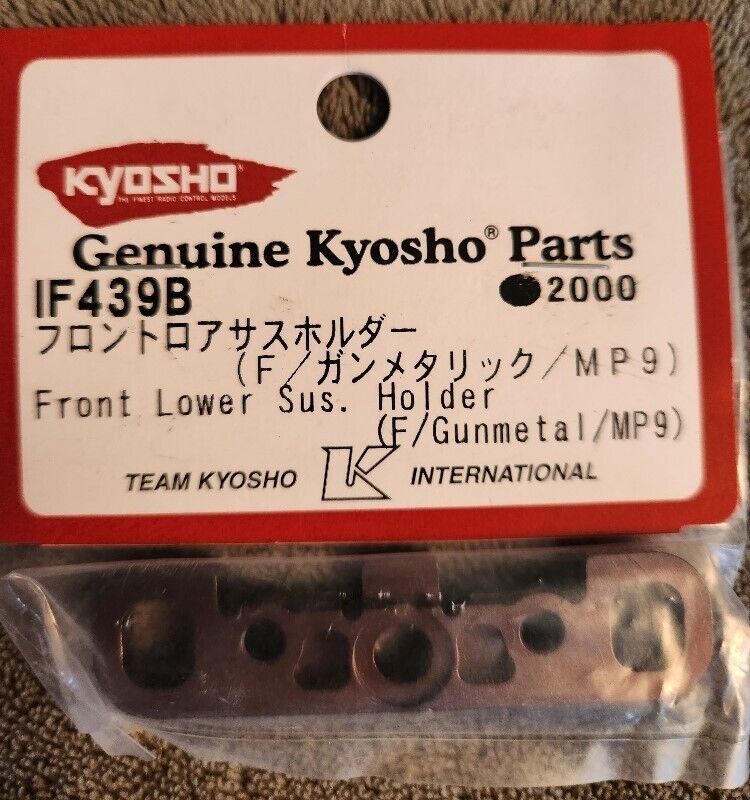 KYOSHO
THE FINEST RADIO CONTROL MODELS
Genuine Kyosho® Parts
IF439B ●2000
フロントロアサスホルダー
(F/ガンメタリック/MP9)
Front Lower Sus. Holder
(F/Gunmetal/MP9)
TEAM KYOSHO K INTERNATIONAL